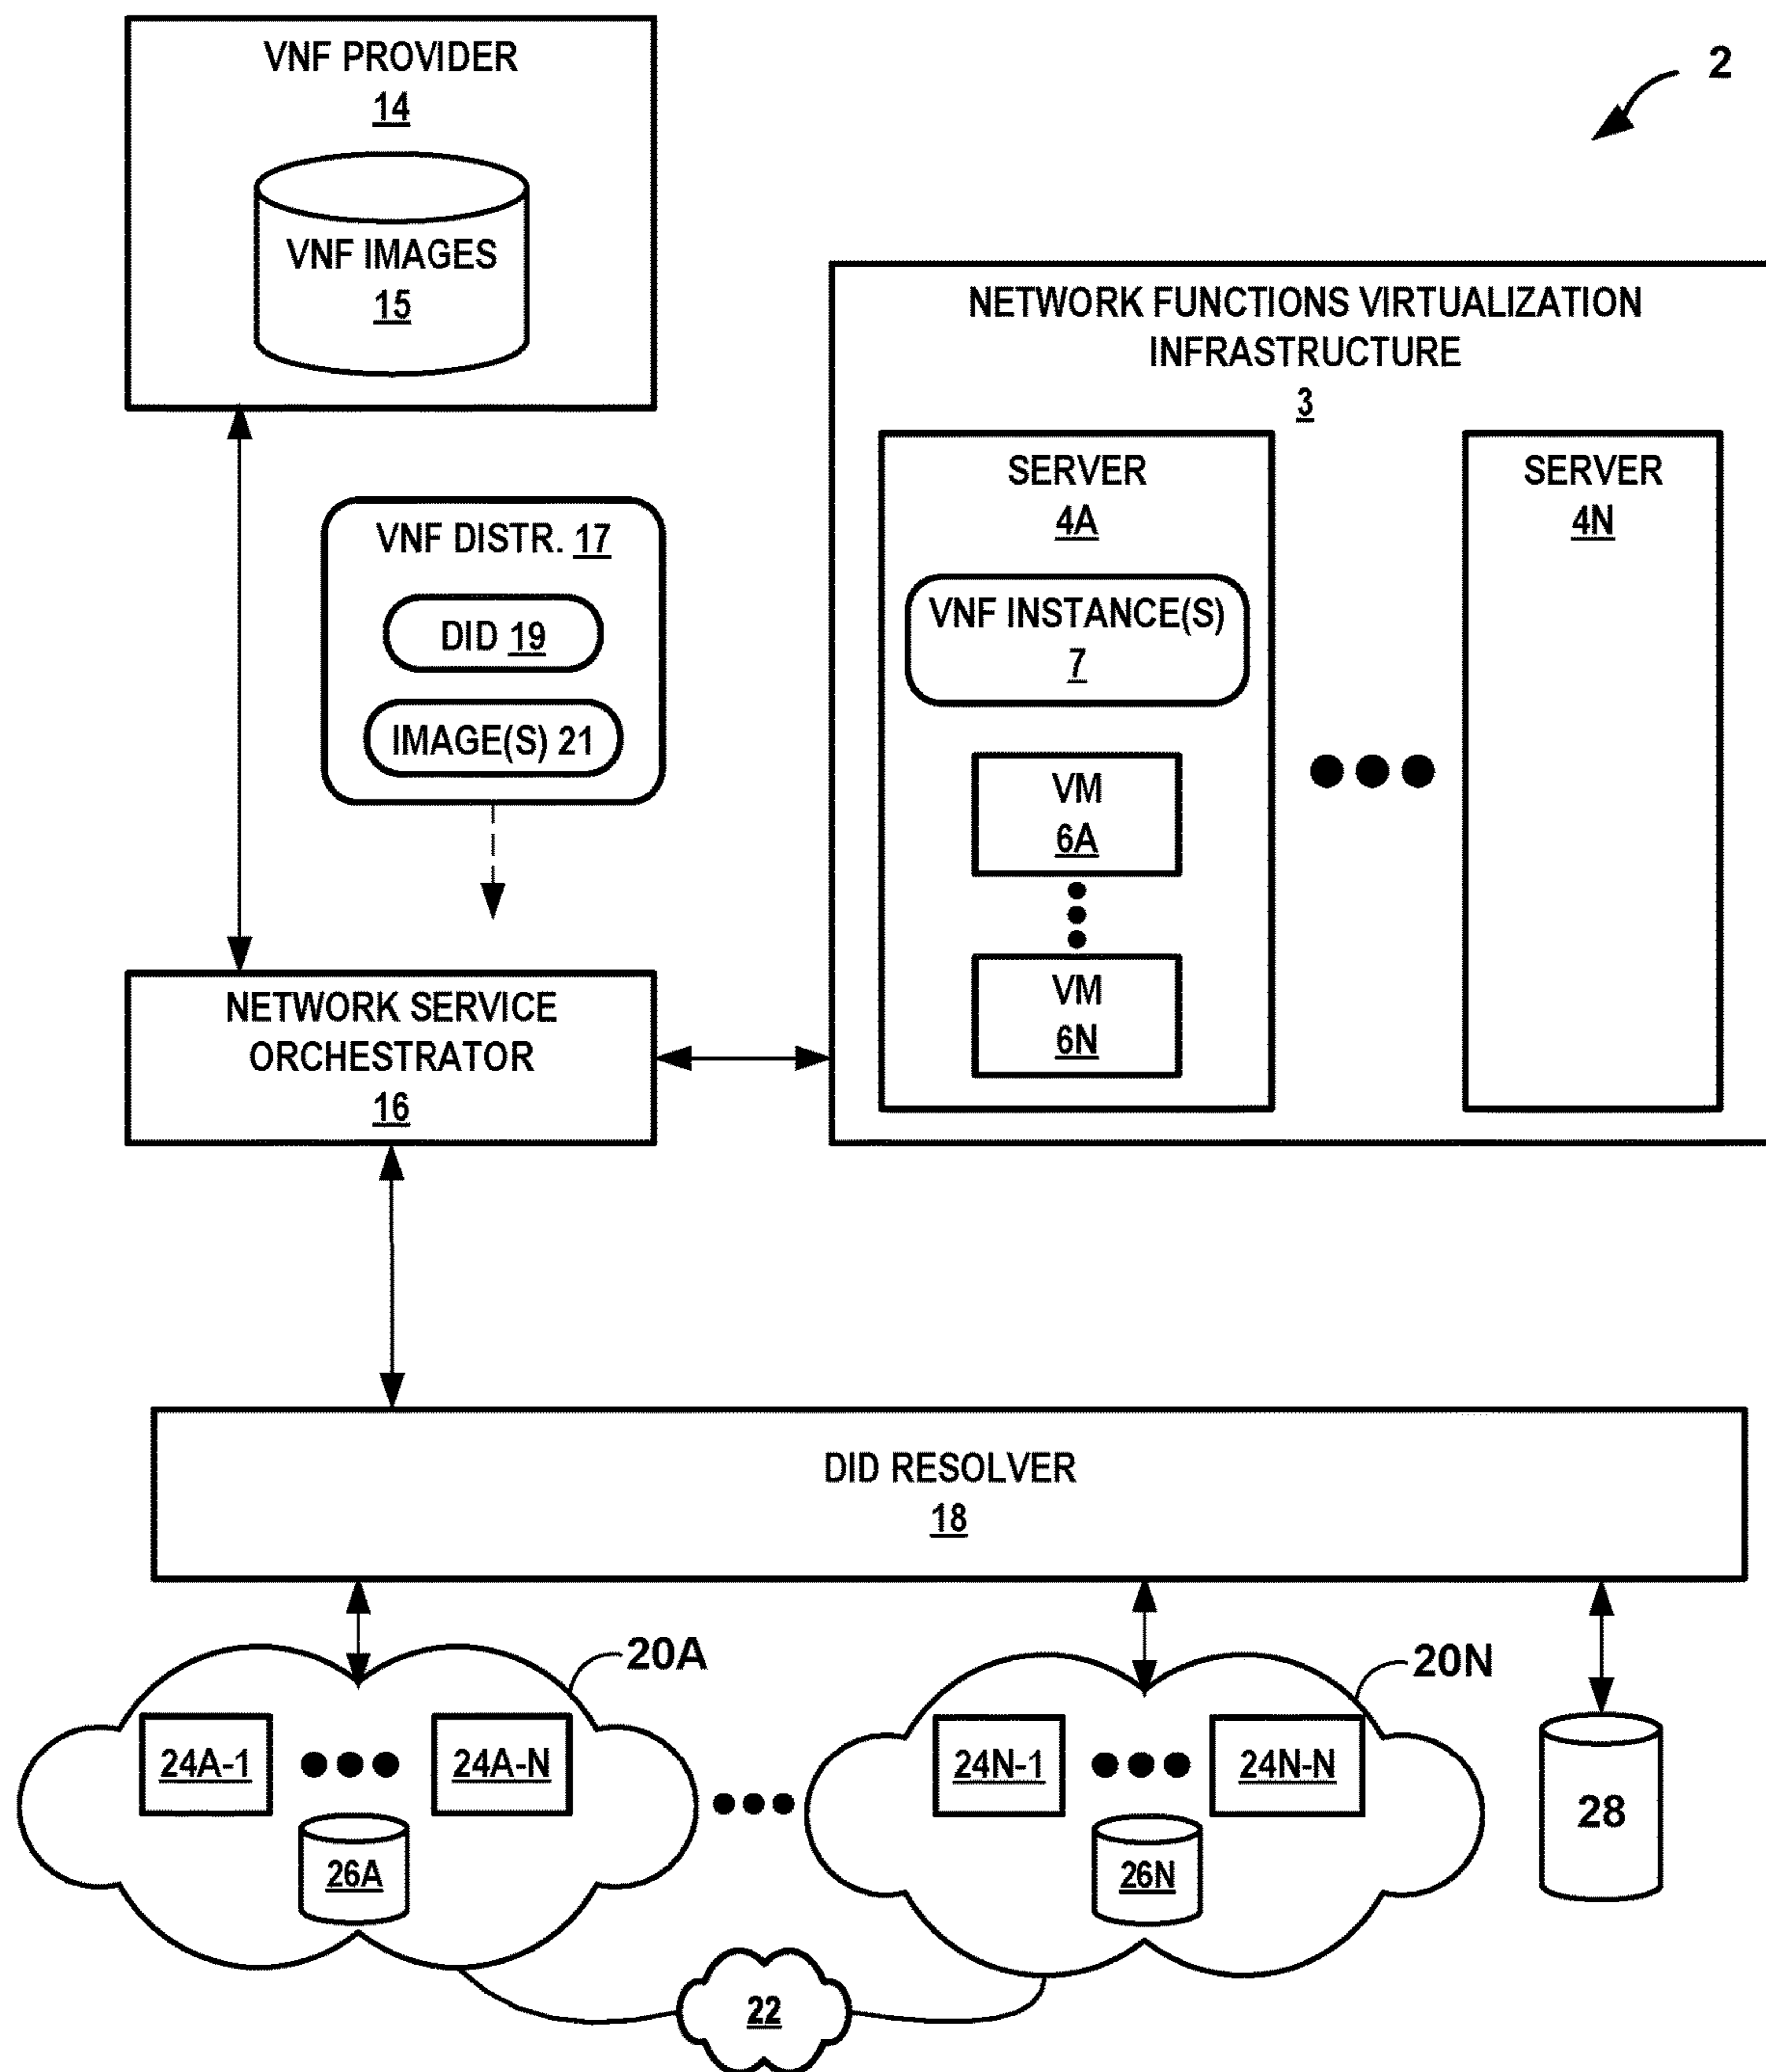 VNF PROVIDER
14
VNF IMAGES
15
2
NETWORK FUNCTIONS VIRTUALIZATION
INFRASTRUCTURE
3
SERVER
4A
VNF INSTANCE(S)
7
VM
6A
VM
6N
SERVER
4N
VNF DISTR. 17
DID 19
IMAGE(S) 21
NETWORK SERVICE
ORCHESTRATOR
16
DID RESOLVER
18
20A
24A-1
24A-N
26A
20N
24N-1
24N-N
26N
28
22